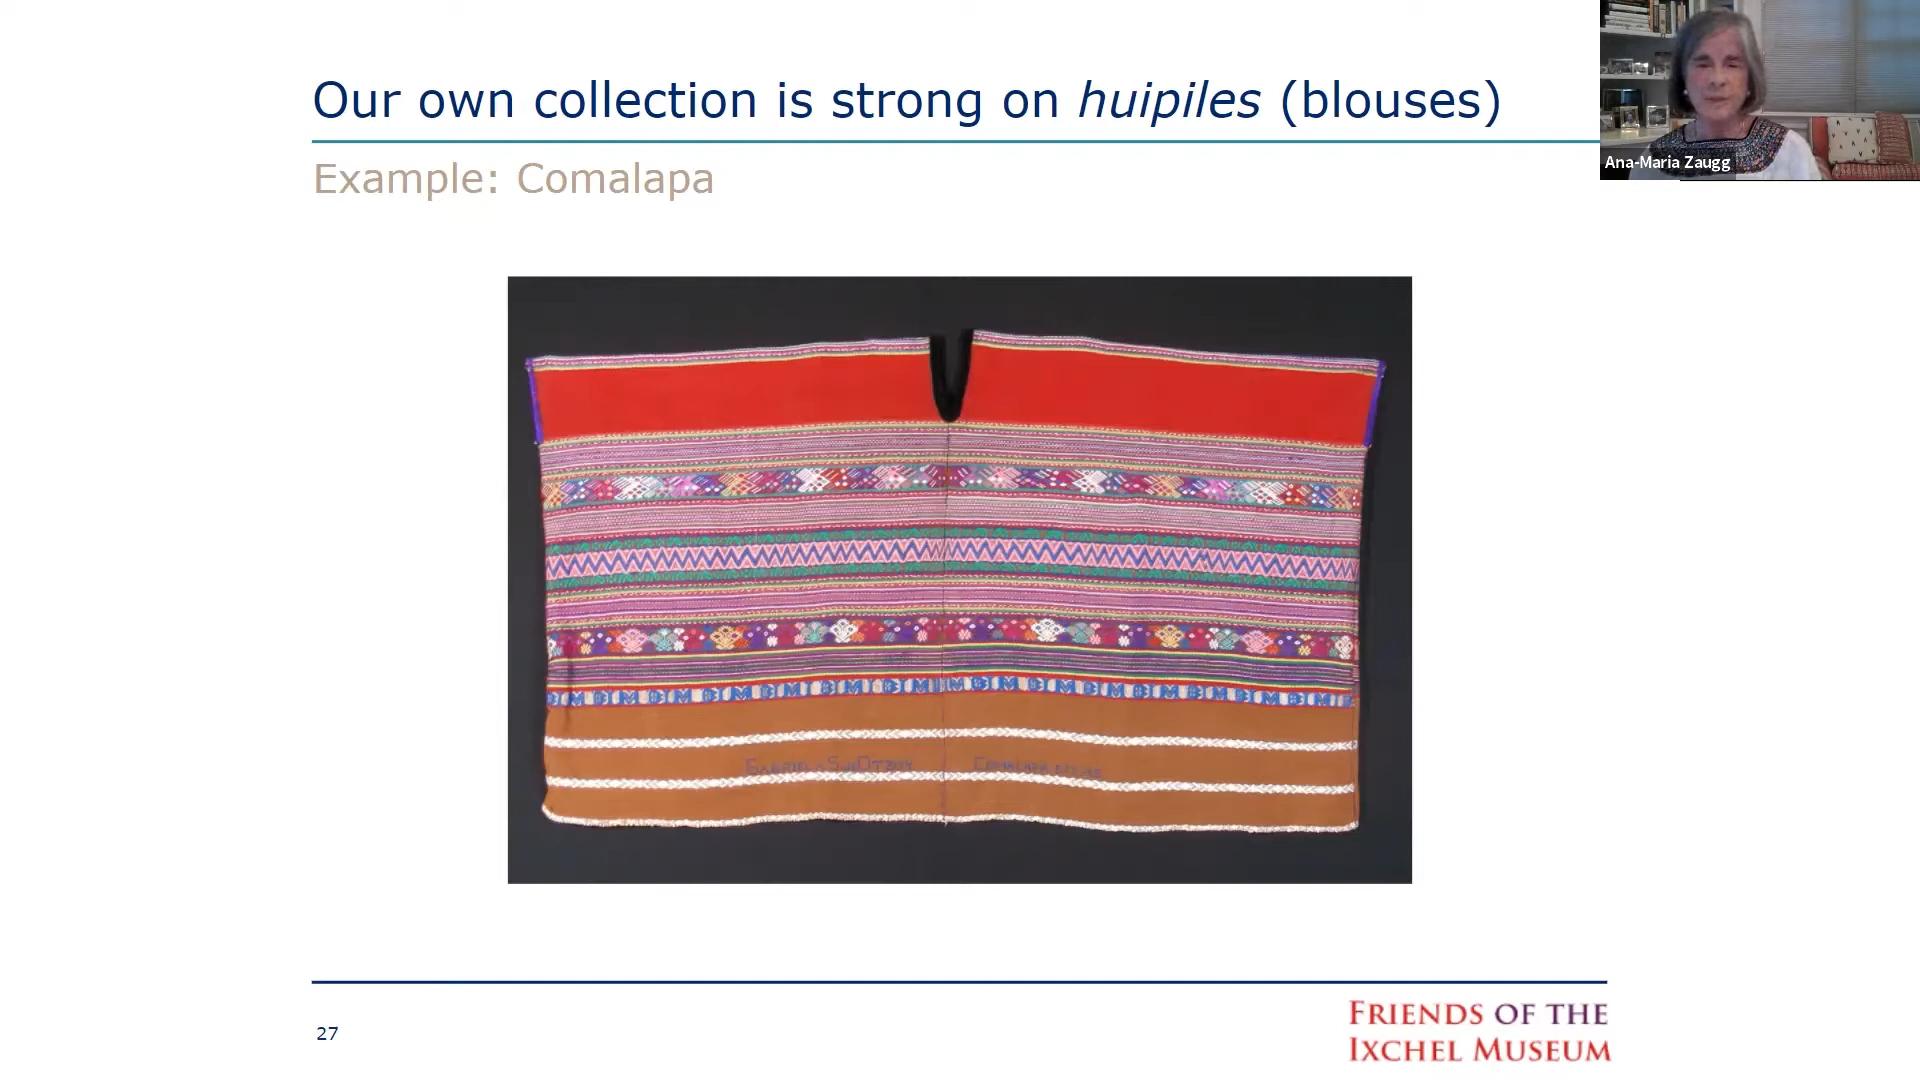 Our own collection is strong on huipiles (blouses)
Ana-Maria Zaugg
Example: Comalapa
COMALAPA
27
FRIENDS OF THE
IXCHEL MUSEUM